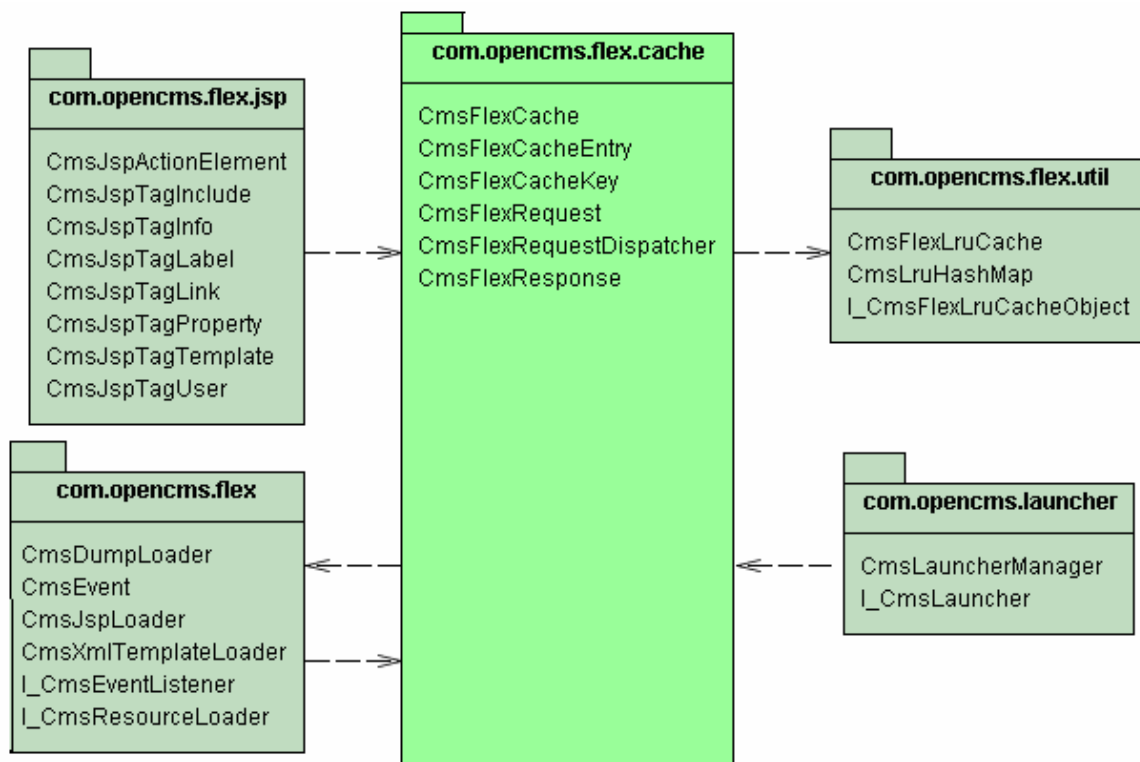 com.opencms.flex.jsp
CmsJspActionElement
CmsJspTagInclude
CmsJspTagInfo
CmsJspTagLabel
CmsJspTagLink
CmsJspTagProperty
CmsJspTagTemplate
CmsJspTagUser
com.opencms.flex
CmsDumpLoader
CmsEvent
CmsJspLoader
CmsXmlTemplateLoader
I_CmsEventListener
I_CmsResourceLoader
com.opencms.flex.cache
CmsFlexCache
CmsFlexCacheEntry
CmsFlexCacheKey
CmsFlexRequest
CmsFlexRequestDispatcher
CmsFlexResponse
com.opencms.flex.util
CmsFlexLruCache
CmsLruHashMap
I_CmsFlexLruCacheObject
com.opencms.launcher
CmsLauncherManager
I_CmsLauncher